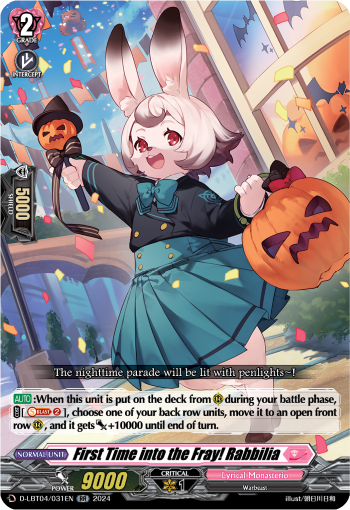 2
GRADE
INTERCEPT
5000
SHIELD
The nighttime parade will be lit with penlights~!
AUTO :When this unit is put on the deck from R during your battle phase,
[SOUL BLAST 2], choose one of your back row units, move it to an open front
row R, and it gets +10000 until end of turn.
NORMAL UNIT
First Time into the Fray! Rabbilia
Lyrical Monasterio
Warbeast
POWER 9000
CRITICAL
1
D-LBT04/031EN RR 2024
illust/朝日川日和